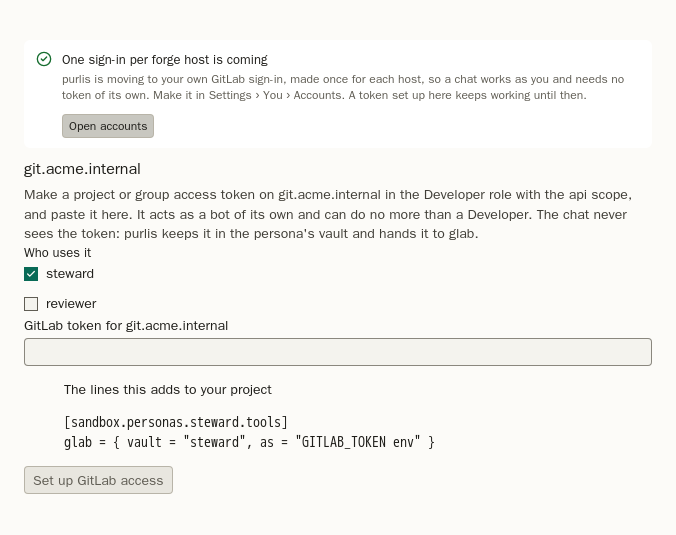 One sign-in per forge host is coming
purlis is moving to your own GitLab sign-in, made once for each host, so a chat works as you and needs no
token of its own. Make it in Settings › You › Accounts. A token set up here keeps working until then.
Open accounts
git.acme.internal
Make a project or group access token on git.acme.internal in the Developer role with the api scope,
and paste it here. It acts as a bot of its own and can do no more than a Developer. The chat never
sees the token: purlis keeps it in the persona's vault and hands it to glab.
Who uses it
steward
reviewer
GitLab token for git.acme.internal
The lines this adds to your project
[sandbox.personas.steward.tools]
glab = { vault = "steward", as = "GITLAB_TOKEN env" }
Set up GitLab access